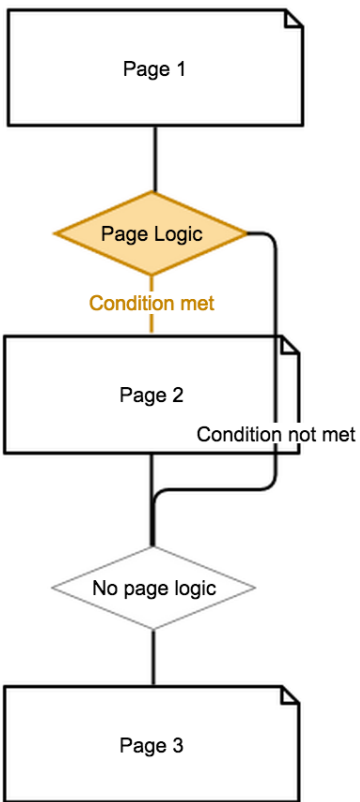 Page 1
Page Logic
Condition met
Page 2
Condition not met
No page logic
Page 3